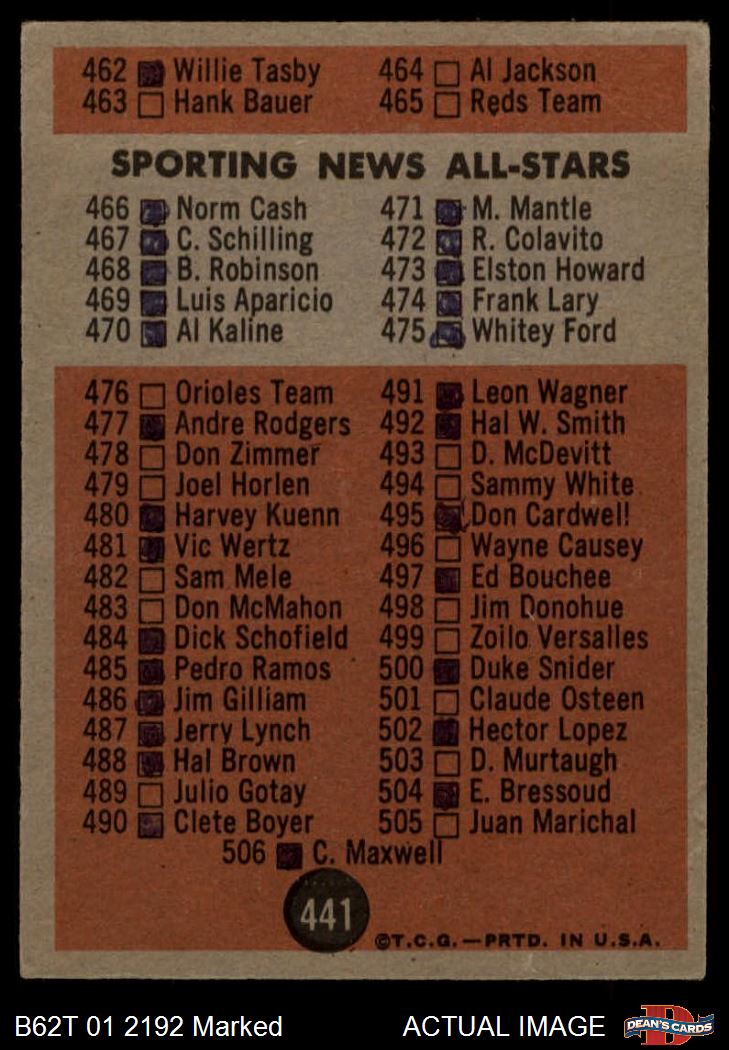 462 Willie Tasby
463 Hank Bauer
464 Al Jackson
465 Reds Team
SPORTING NEWS ALL-STARS
466 Norm Cash
467 C. Schilling
468 B. Robinson
469 Luis Aparicio
470 Al Kaline
471 M. Mantle
472 R. Colavito
473 Elston Howard
474 Frank Lary
475 Whitey Ford
476 Orioles Team
477 Andre Rodgers
478 Don Zimmer
479 Joel Horlen
480 Harvey Kuenn
481 Vic Wertz
482 Sam Mele
483 Don McMahon
484 Dick Schofield
485 Pedro Ramos
486 Jim Gilliam
487 Jerry Lynch
488 Hal Brown
489 Julio Gotay
490 Clete Boyer
491 Leon Wagner
492 Hal W. Smith
493 D. McDevitt
494 Sammy White
495 Don Cardwell
496 Wayne Causey
497 Ed Bouchee
498 Jim Donohue
499 Zoilo Versalles
500 Duke Snider
501 Claude Osteen
502 Hector Lopez
503 D. Murtaugh
504 E. Bressoud
505 Juan Marichal
506 C. Maxwell
441
©T.C.G.—PRTD. IN U.S.A.
B62T 01 2192 Marked
ACTUAL IMAGE
DEAN'S CARDS